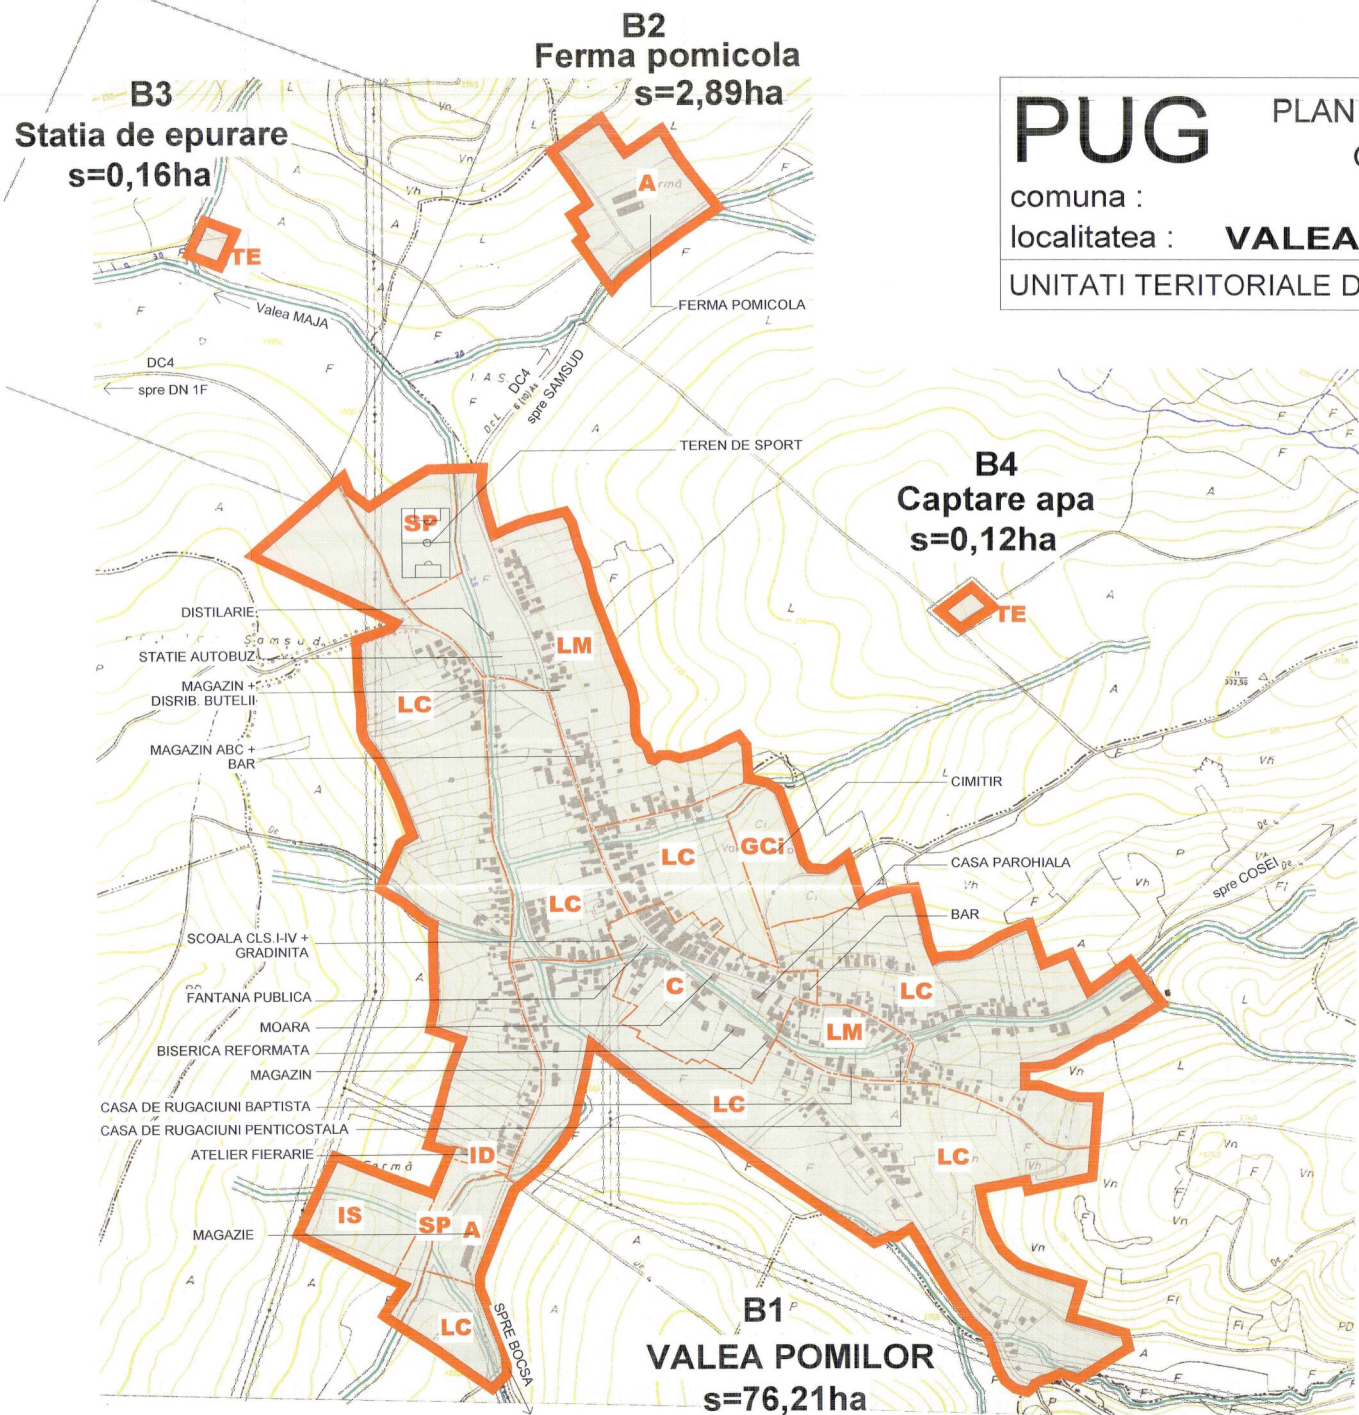 B2
Ferma pomicola
s=2,89ha
B3
Statia de epurare
s=0,16ha
PUG PLAN
comuna :
localitatea : VALEA
UNITATI TERITORIALE D
A
TE
Valea MAJA
FERMA POMICOLA
DC4
spre DN 1F
DC4
spre SAMSUD
TEREN DE SPORT
B4
Captare apa
s=0,12ha
TE
SP
DISTILARIE
STATIE AUTOBUZ
Samsud
LM
MAGAZIN +
DISRIB. BUTELII
LC
MAGAZIN ABC +
BAR
CIMITIR
GCi
LC
CASA PAROHIALA
spre COSEI
LC
BAR
SCOALA CLS.I-IV +
GRADINITA
FANTANA PUBLICA
C
LC
MOARA
LM
BISERICA REFORMATA
MAGAZIN
CASA DE RUGACIUNI BAPTISTA
LC
CASA DE RUGACIUNI PENTICOSTALA
ATELIER FIERARIE
ID
LC
IS
SP
A
MAGAZIE
LC
SPRE BOCSA
B1
VALEA POMILOR
s=76,21ha